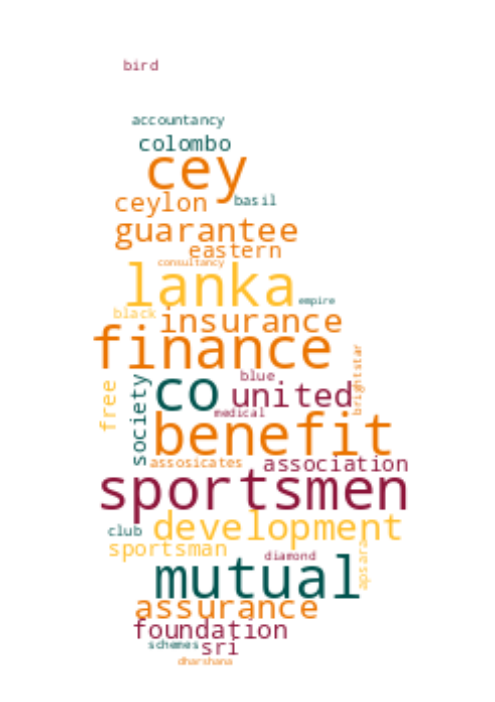 bird
accountancy
colombo
cey
ceylon
basil
guarantee
eastern
consultancy
lanka
empire
black
insurance
finance
brightstar
blue
free
society
co
united
medical
benefit
assosicates
association
sportsmen
club
development
sportsman
diamond
apsara
mutual
assurance
foundation
schemes
sri
dharshana